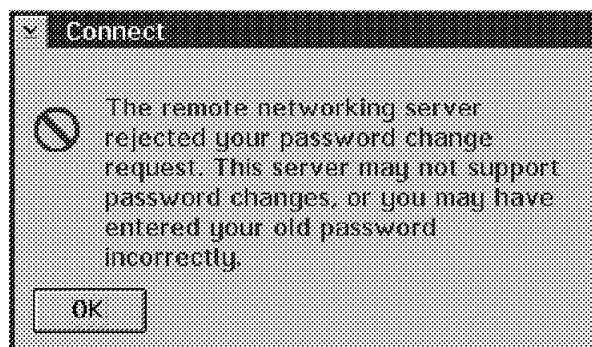 Connect
The remote networking server
rejected your password change
request. This server may not support
password changes, or you may have
entered your old password
incorrectly.
OK